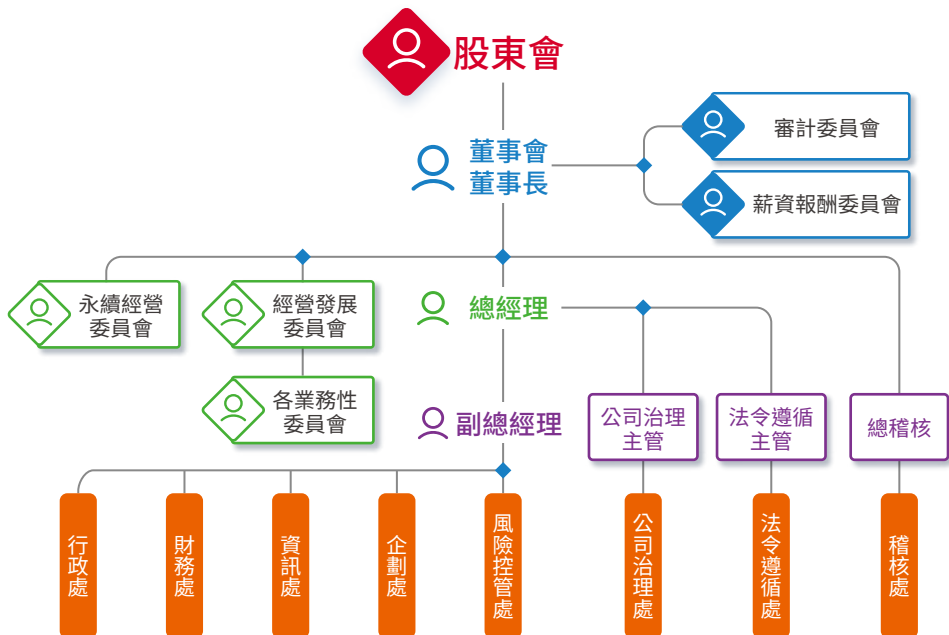 股東會
董事會
董事長
審計委員會
薪資報酬委員會
永續經營
委員會
經營發展
委員會
總經理
各業務性
委員會
副總經理
公司治理
主管
法令遵循
主管
總稽核
行政處
財務處
資訊處
企劃處
風險控管處
公司治理處
法令遵循處
稽核處